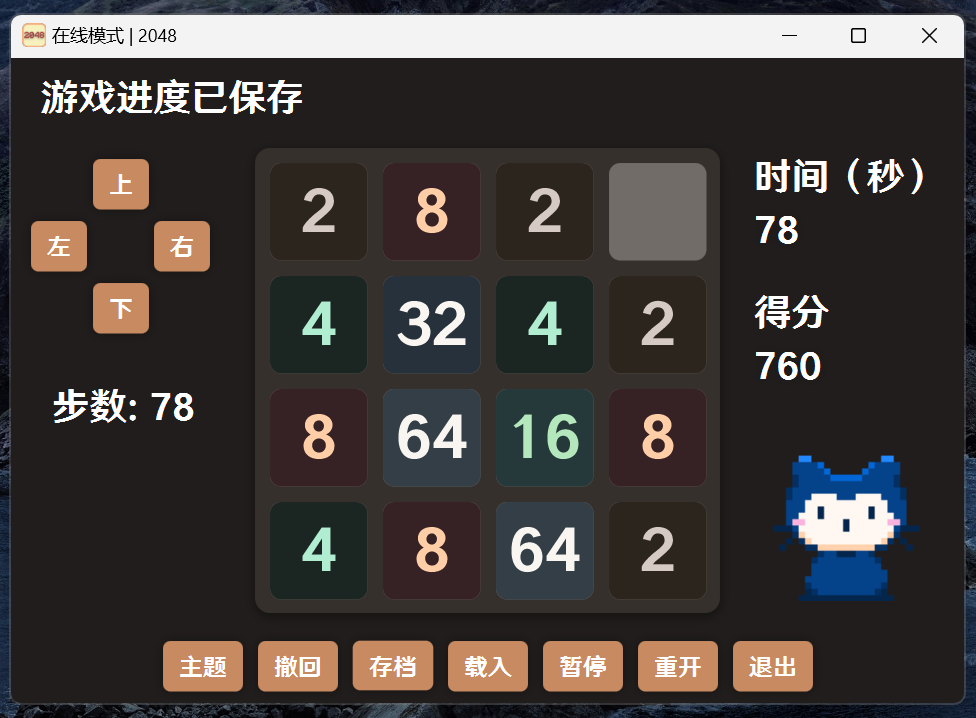 2048 在线模式 | 2048
游戏进度已保存
上
左 右
下
步数: 78
2 8 2
4 32 4 2
8 64 16 8
4 8 64 2
时间（秒）
78
得分
760
主题 撤回 存档 载入 暂停 重开 退出